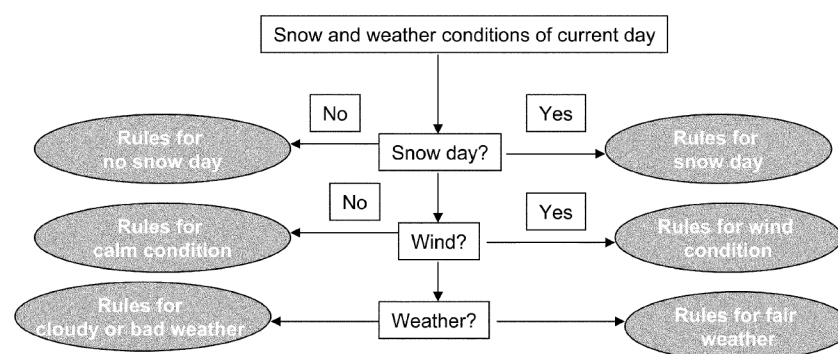 Snow and weather conditions of current day
No
Yes
Rules for
no snow day
Snow day?
Rules for
snow day
No
Yes
Rules for
calm condition
Wind?
Rules for wind
condition
Rules for
cloudy or bad weather
Weather?
Rules for fair
weather